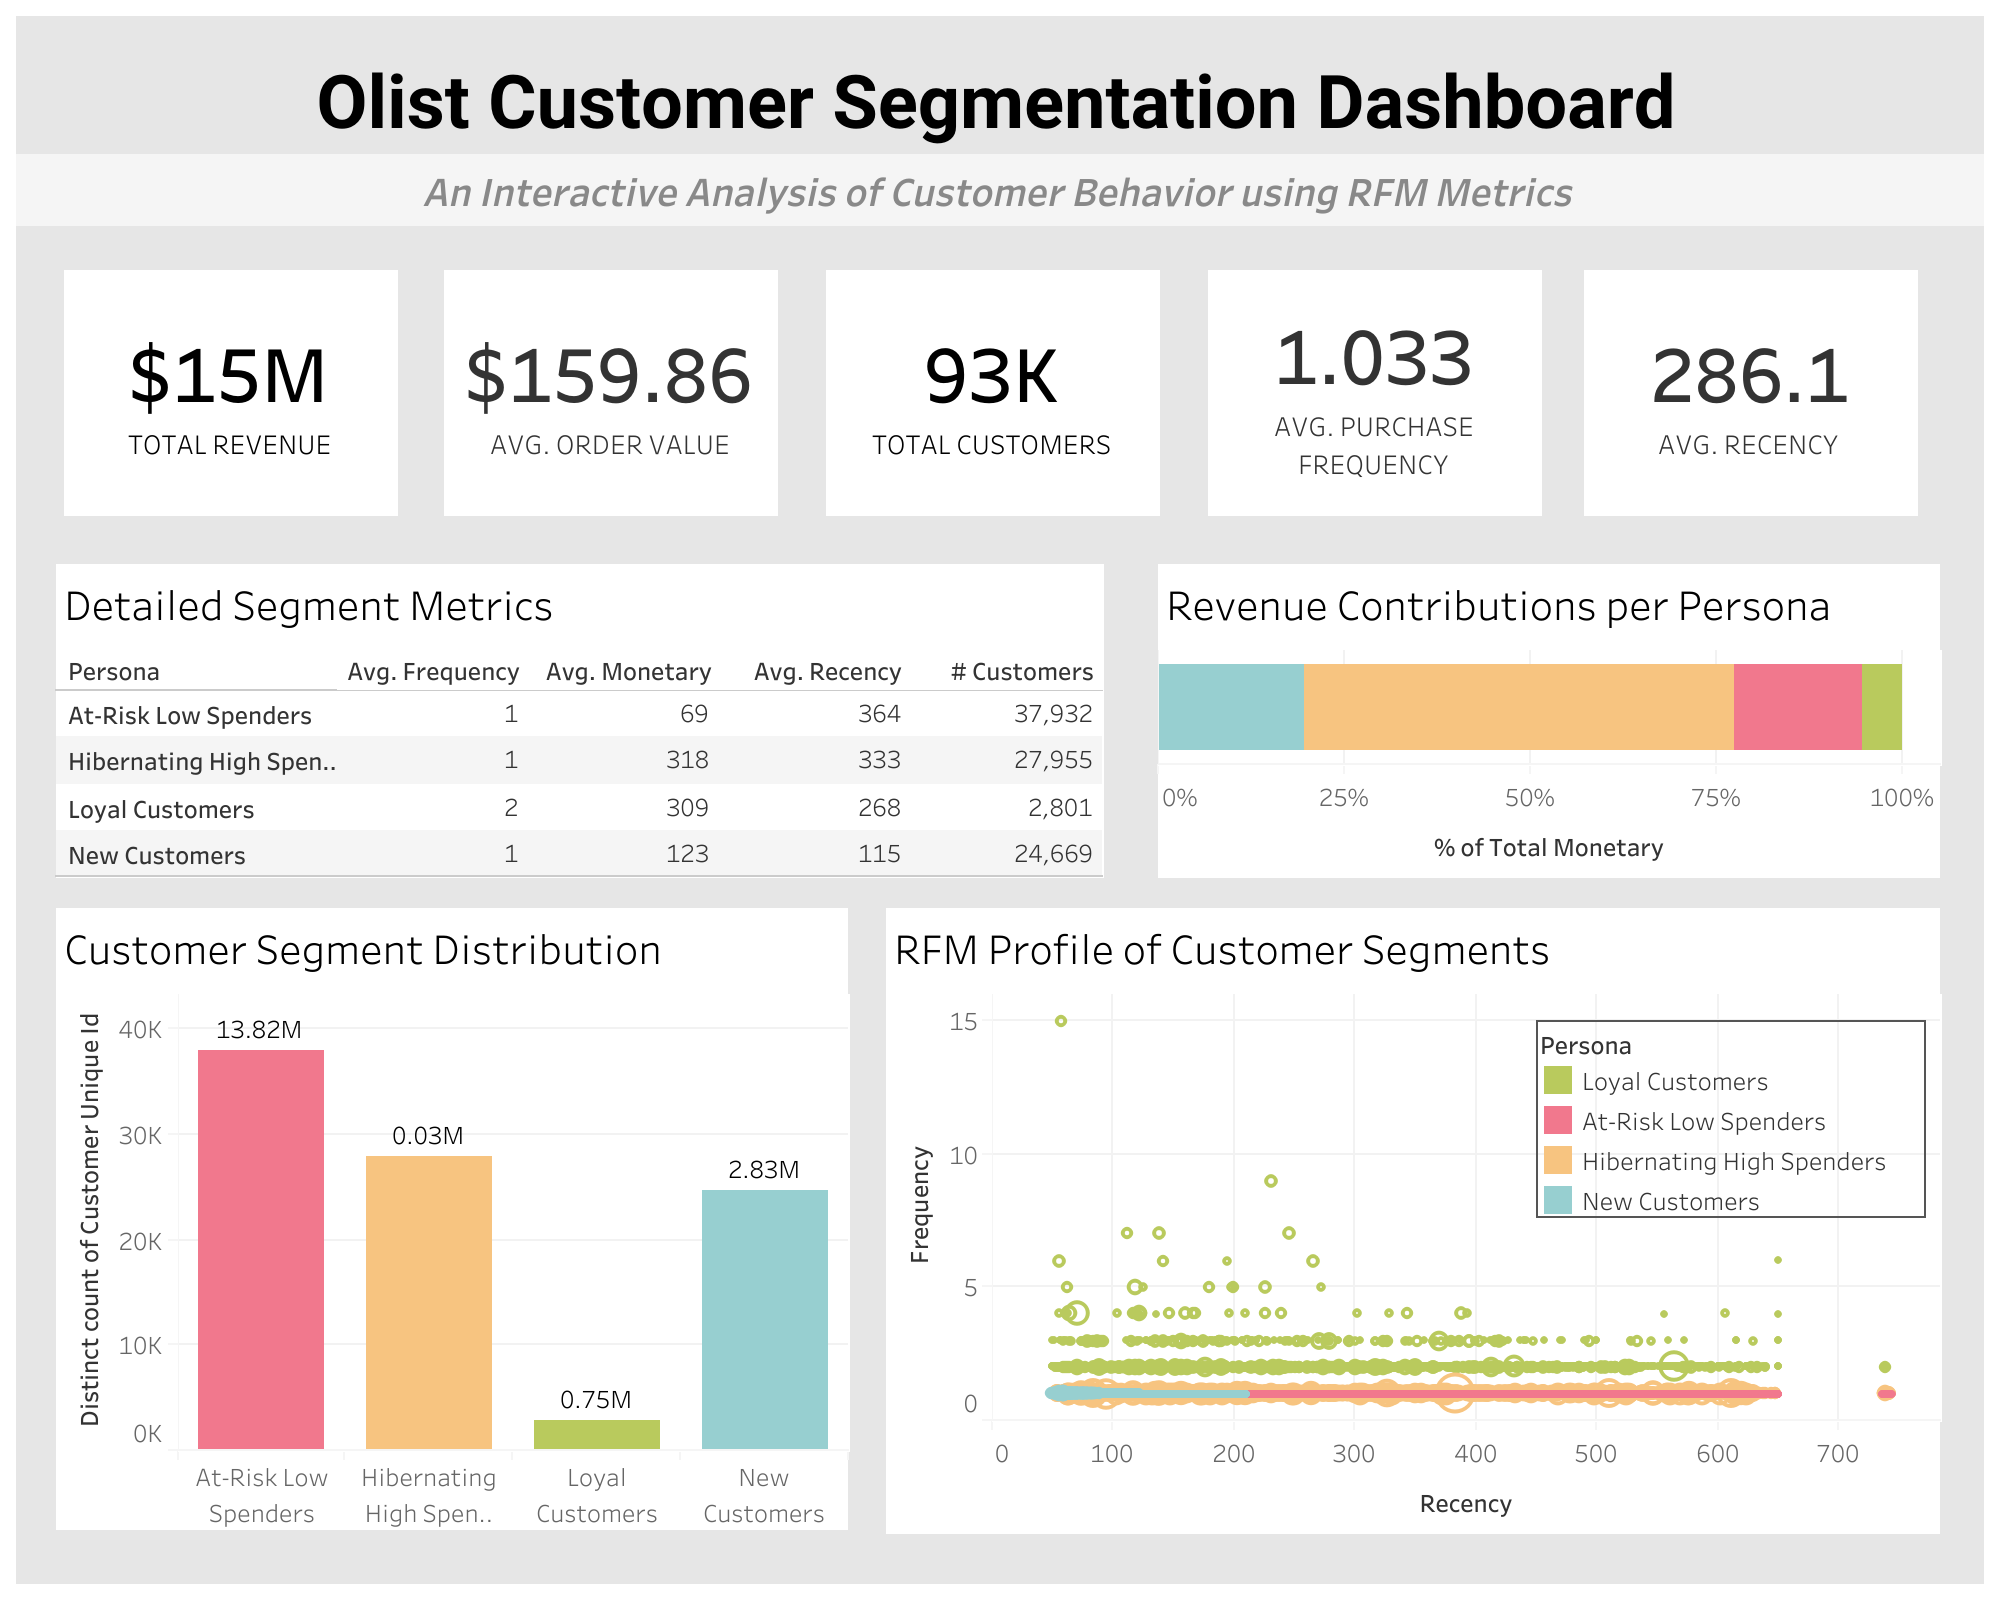 Olist Customer Segmentation Dashboard
An Interactive Analysis of Customer Behavior using RFM Metrics
$15M
TOTAL REVENUE
$159.86
AVG. ORDER VALUE
93K
TOTAL CUSTOMERS
1.033
AVG. PURCHASE
FREQUENCY
286.1
AVG. RECENCY
Detailed Segment Metrics
Persona Avg. Frequency Avg. Monetary Avg. Recency # Customers
At-Risk Low Spenders 1 69 364 37,932
Hibernating High Spen.. 1 318 333 27,955
Loyal Customers 2 309 268 2,801
New Customers 1 123 115 24,669
Revenue Contributions per Persona
0% 25% 50% 75% 100%
% of Total Monetary
Customer Segment Distribution
Distinct count of Customer Unique Id
40K
30K
20K
10K
0K
13.82M
0.03M
0.75M
2.83M
At-Risk Low
Spenders
Hibernating
High Spen..
Loyal
Customers
New
Customers
RFM Profile of Customer Segments
Frequency
15
10
5
0
Persona
Loyal Customers
At-Risk Low Spenders
Hibernating High Spenders
New Customers
0 100 200 300 400 500 600 700
Recency